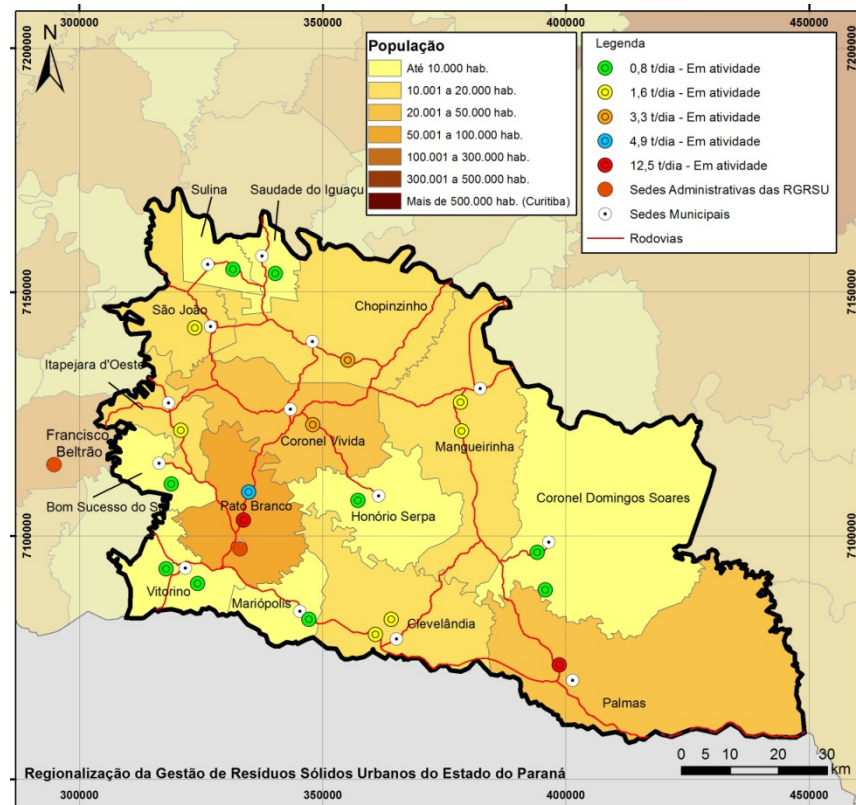 300000
350000
400000
450000
7200000
7200000
N
População
Até 10.000 hab.
10.001 a 20.000 hab.
20.001 a 50.000 hab.
50.001 a 100.000 hab.
100.001 a 300.000 hab.
300.001 a 500.000 hab.
Mais de 500.000 hab. (Curitiba)
Legenda
0,8 t/dia - Em atividade
1,6 t/dia - Em atividade
3,3 t/dia - Em atividade
4,9 t/dia - Em atividade
12,5 t/dia - Em atividade
Sedes Administrativas das RGRSU
Sedes Municipais
Rodovias
Sulina
Saudade do Iguaçu
7150000
7150000
São João
Chopinzinho
Itapejara d'Oeste
Francisco
Beltrão
Coronel Vivida
Mangueirinha
Coronel Domingos Soares
Bom Sucesso do S
Pato Branco
Honório Serpa
7100000
7100000
Vitorino
Mariópolis
Clevelândia
Palmas
0 5 10 20 30
km
Regionalização da Gestão de Resíduos Sólidos Urbanos do Estado do Paraná
300000
350000
400000
450000